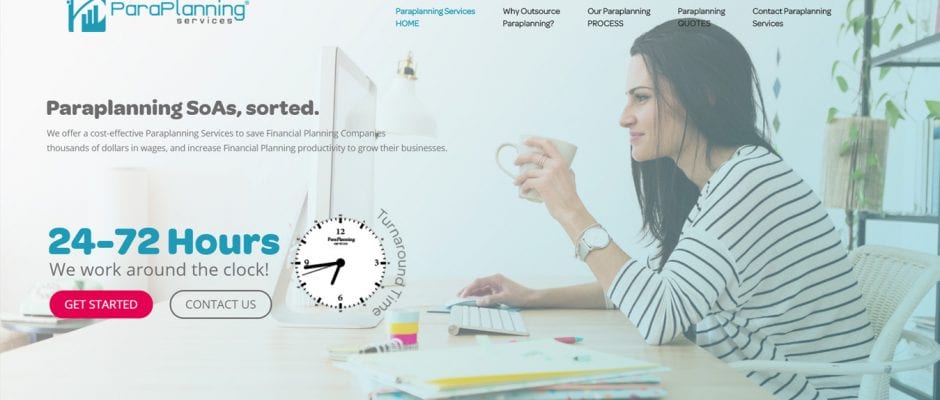 ParaPlanning®
services
Paraplanning Services
HOME
Why Outsource
Paraplanning?
Our Paraplanning
PROCESS
Paraplanning
QUOTES
Contact Paraplanning
Services
Paraplanning SoAs, sorted.
We offer a cost-effective Paraplanning Services to save Financial Planning Companies
thousands of dollars in wages, and increase Financial Planning productivity to grow their businesses.
24-72 Hours
We work around the clock!
GET STARTED
CONTACT US
12
ParaPlanning
services
9
3
6
Turnaround Time